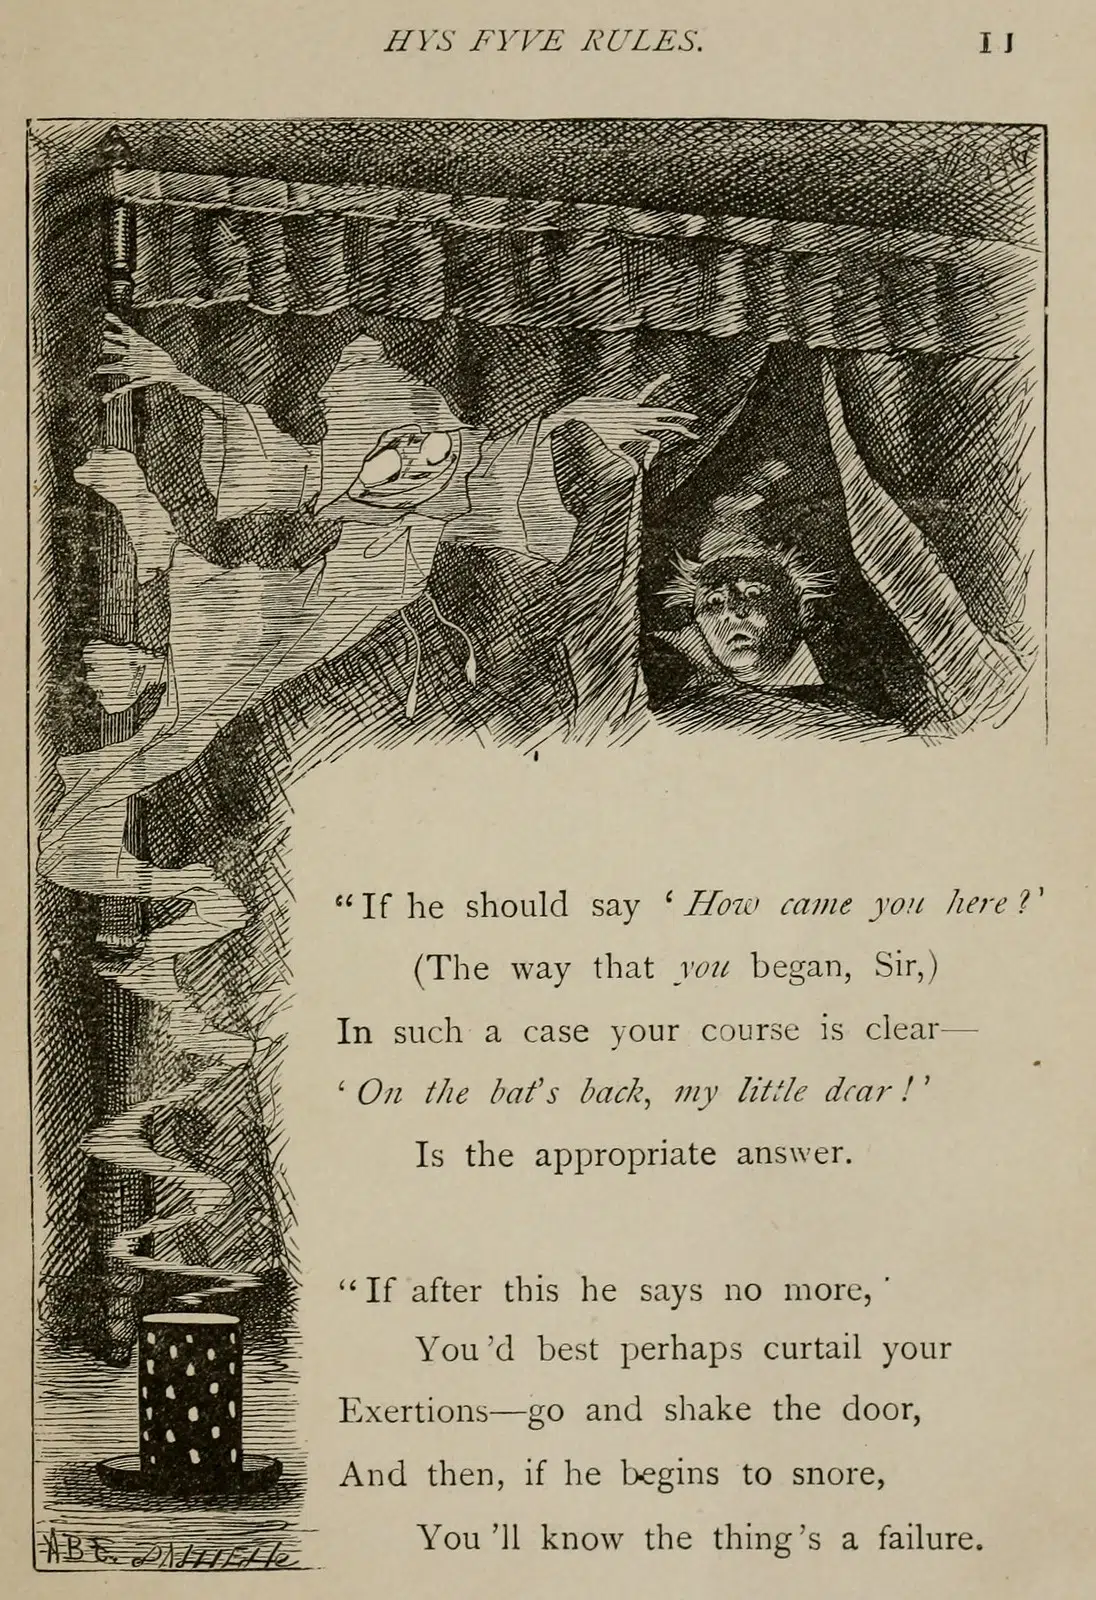 HYS FYVE RULES. 11
“If he should say ‘How came you here?’
(The way that you began, Sir,)
In such a case your course is clear—
‘On the bat's back, my little dear!’
Is the appropriate answer.
“If after this he says no more,
You'd best perhaps curtail your
Exertions—go and shake the door,
And then, if he begins to snore,
You'll know the thing's a failure.